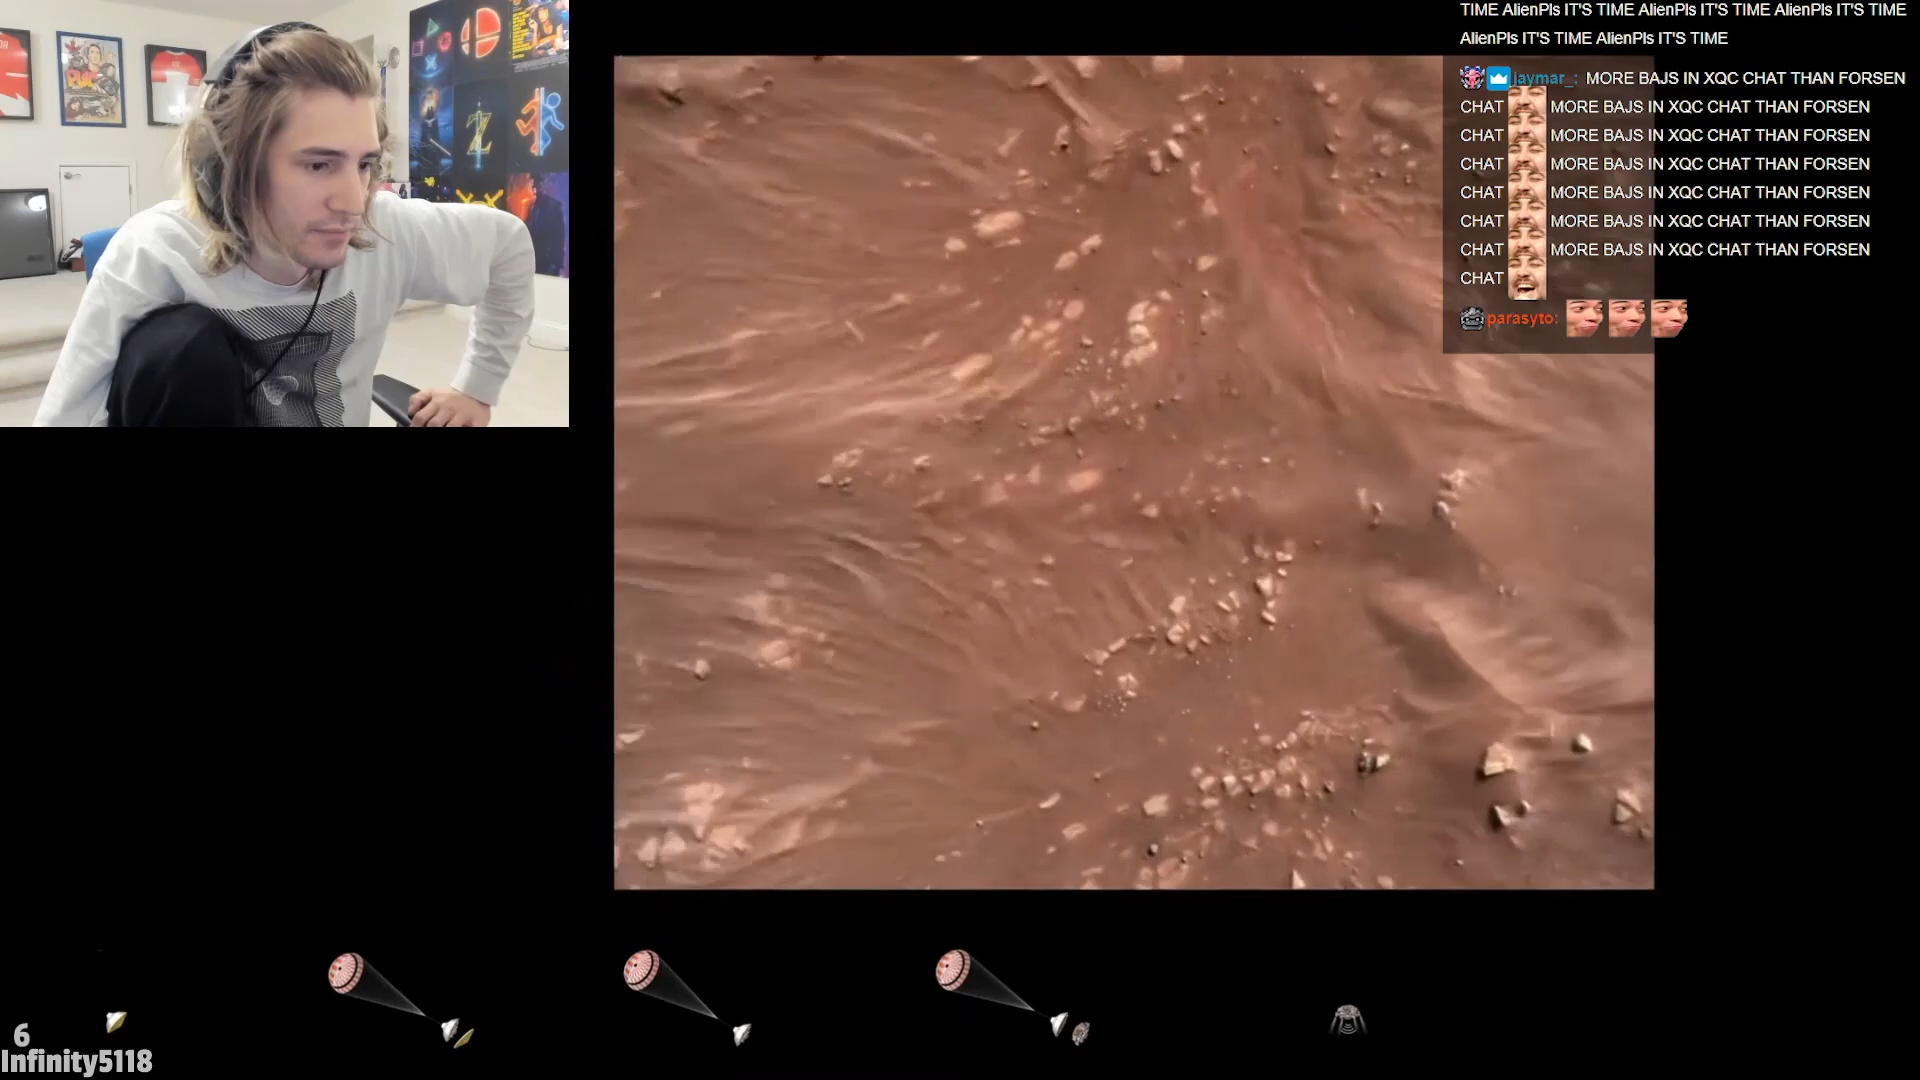 TIME AlienPls IT'S TIME AlienPls IT'S TIME AlienPls IT'S TIME
AlienPls IT'S TIME AlienPls IT'S TIME
jaymar_: MORE BAJS IN XQC CHAT THAN FORSEN
CHAT MORE BAJS IN XQC CHAT THAN FORSEN
CHAT MORE BAJS IN XQC CHAT THAN FORSEN
CHAT MORE BAJS IN XQC CHAT THAN FORSEN
CHAT MORE BAJS IN XQC CHAT THAN FORSEN
CHAT MORE BAJS IN XQC CHAT THAN FORSEN
CHAT MORE BAJS IN XQC CHAT THAN FORSEN
CHAT
parasyto:
Z
6
Infinity5118